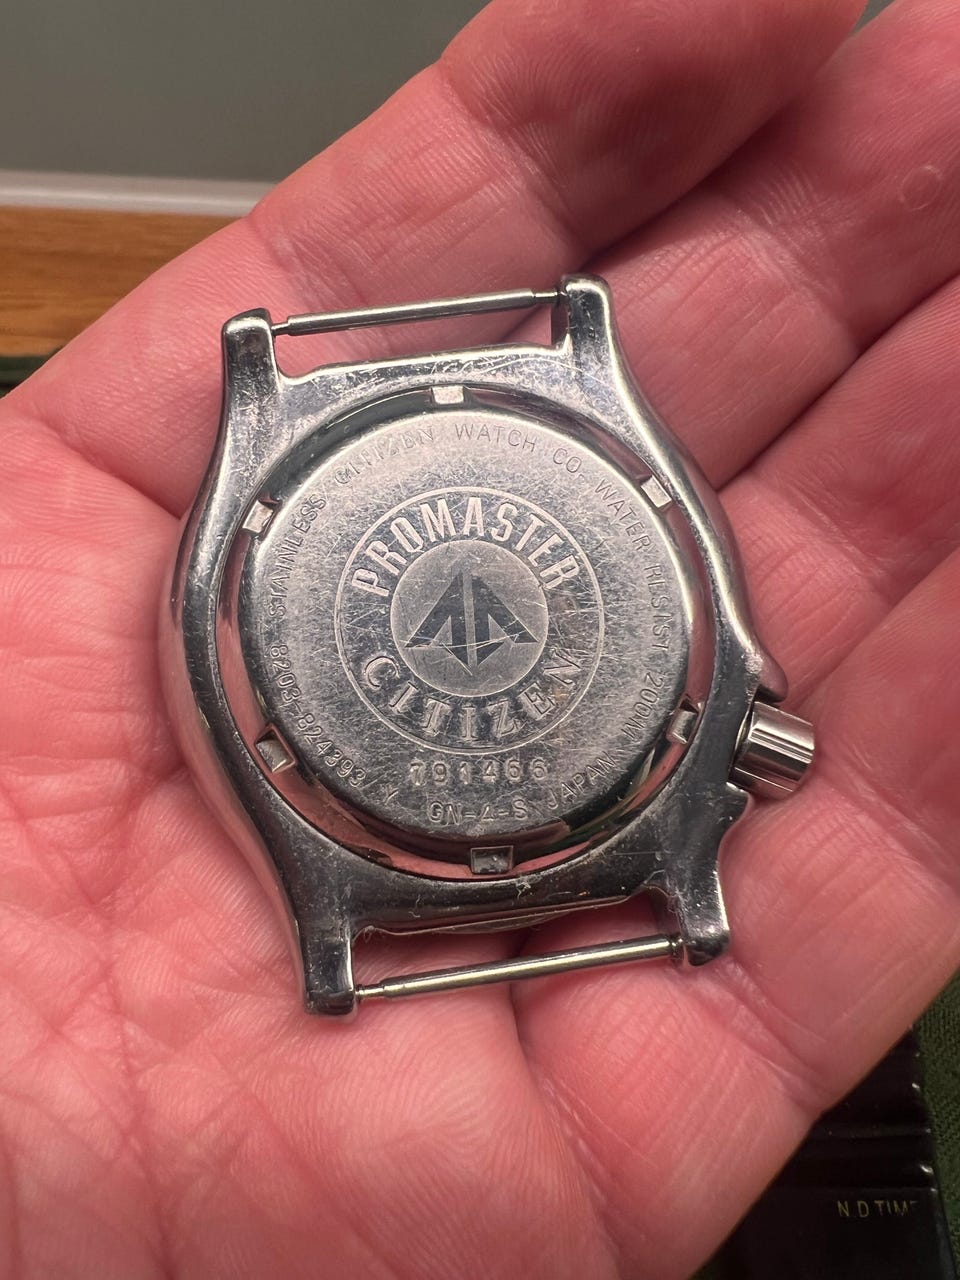 STAINLESS CITIZEN WATCH CO. WATER RESIST 200M JAPAN
PROMASTER
CITIZEN
791466
8203-824393 Y GN-4-S
N.D TIME